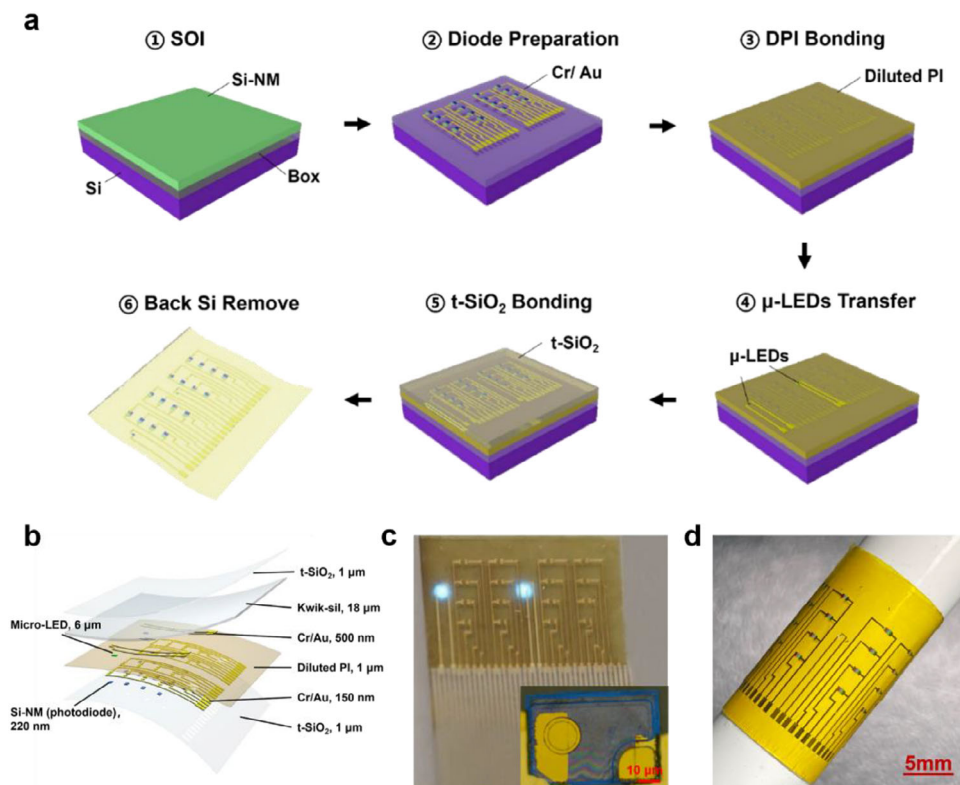 a
① SOI
② Diode Preparation
③ DPI Bonding
Si-NM
Cr/ Au
Diluted PI
Si
Box
⑥ Back Si Remove
⑤ t-SiO₂ Bonding
④ μ-LEDs Transfer
t-SiO₂
μ-LEDs
b
t-SiO₂, 1 μm
Kwik-sil, 18 μm
Micro-LED, 6 μm
Cr/Au, 500 nm
Diluted PI, 1 μm
Cr/Au, 150 nm
Si-NM (photodiode),
220 nm
t-SiO₂, 1 μm
c
10 μm
d
5mm